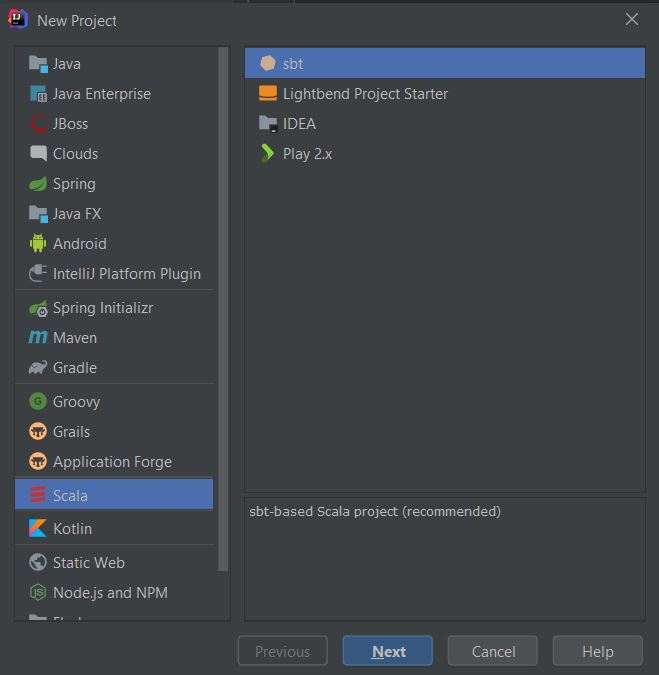 New Project
Java
Java Enterprise
JBoss
Clouds
Spring
Java FX
Android
IntelliJ Platform Plugin
Spring Initializr
Maven
Gradle
Groovy
Grails
Application Forge
Scala
Kotlin
Static Web
Node.js and NPM
sbt
Lightbend Project Starter
IDEA
Play 2.x
sbt-based Scala project (recommended)
Previous
Next
Cancel
Help